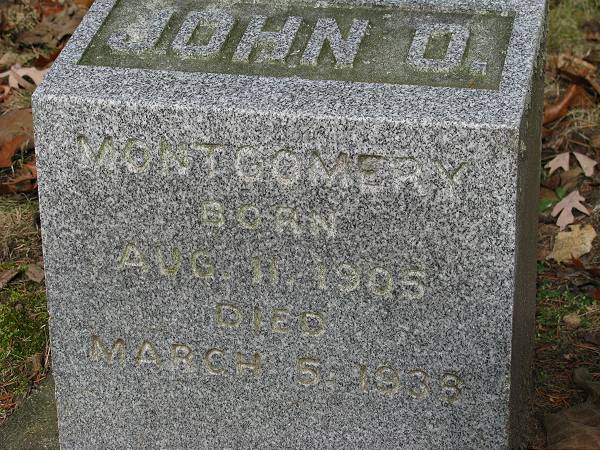 JOHN O.
MONTGOMERY
BORN
AUG. 11, 1905
DIED
MARCH 5, 1938